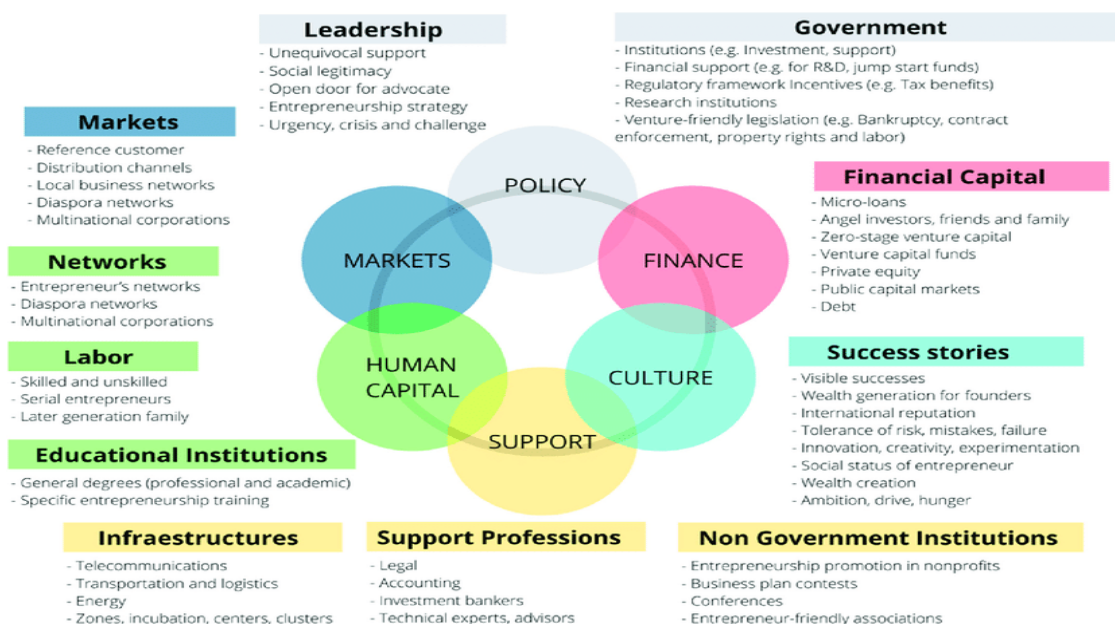 Leadership
- Unequivocal support
- Social legitimacy
- Open door for advocate
- Entrepreneurship strategy
- Urgency, crisis and challenge
Government
- Institutions (e.g. Investment, support)
- Financial support (e.g. for R&D, jump start funds)
- Regulatory framework Incentives (e.g. Tax benefits)
- Research institutions
- Venture-friendly legislation (e.g. Bankruptcy, contract
enforcement, property rights and labor)
Markets
- Reference customer
- Distribution channels
- Local business networks
- Diaspora networks
- Multinational corporations
Financial Capital
- Micro-loans
- Angel investors, friends and family
- Zero-stage venture capital
- Venture capital funds
- Private equity
- Public capital markets
- Debt
POLICY
MARKETS
FINANCE
HUMAN
CAPITAL
CULTURE
SUPPORT
Networks
- Entrepreneur's networks
- Diaspora networks
- Multinational corporations
Labor
- Skilled and unskilled
- Serial entrepreneurs
- Later generation family
Success stories
- Visible successes
- Wealth generation for founders
- International reputation
- Tolerance of risk, mistakes, failure
- Innovation, creativity, experimentation
- Social status of entrepreneur
- Wealth creation
- Ambition, drive, hunger
Educational Institutions
- General degrees (professional and academic)
- Specific entrepreneurship training
Infraestructures
- Telecommunications
- Transportation and logistics
- Energy
- Zones, incubation, centers, clusters
Support Professions
- Legal
- Accounting
- Investment bankers
- Technical experts, advisors
Non Government Institutions
- Entrepreneurship promotion in nonprofits
- Business plan contests
- Conferences
- Entrepreneur-friendly associations